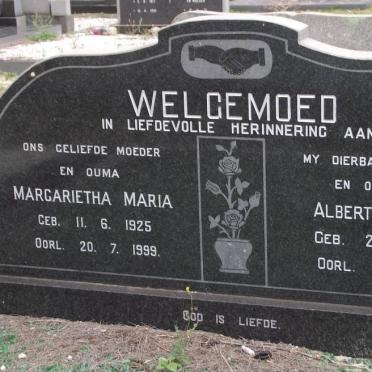 WELGEMOED
IN LIEFDEVOLLE HERINNERING AAN
ONS GELIEFDE MOEDER
EN OUMA
MARGARIETHA MARIA
GEB. 11. 6. 1925
OORL. 20. 7. 1999.
MY DIERBA
EN O
ALBERT
GEB. 2
OORL.
GOD IS LIEFDE.